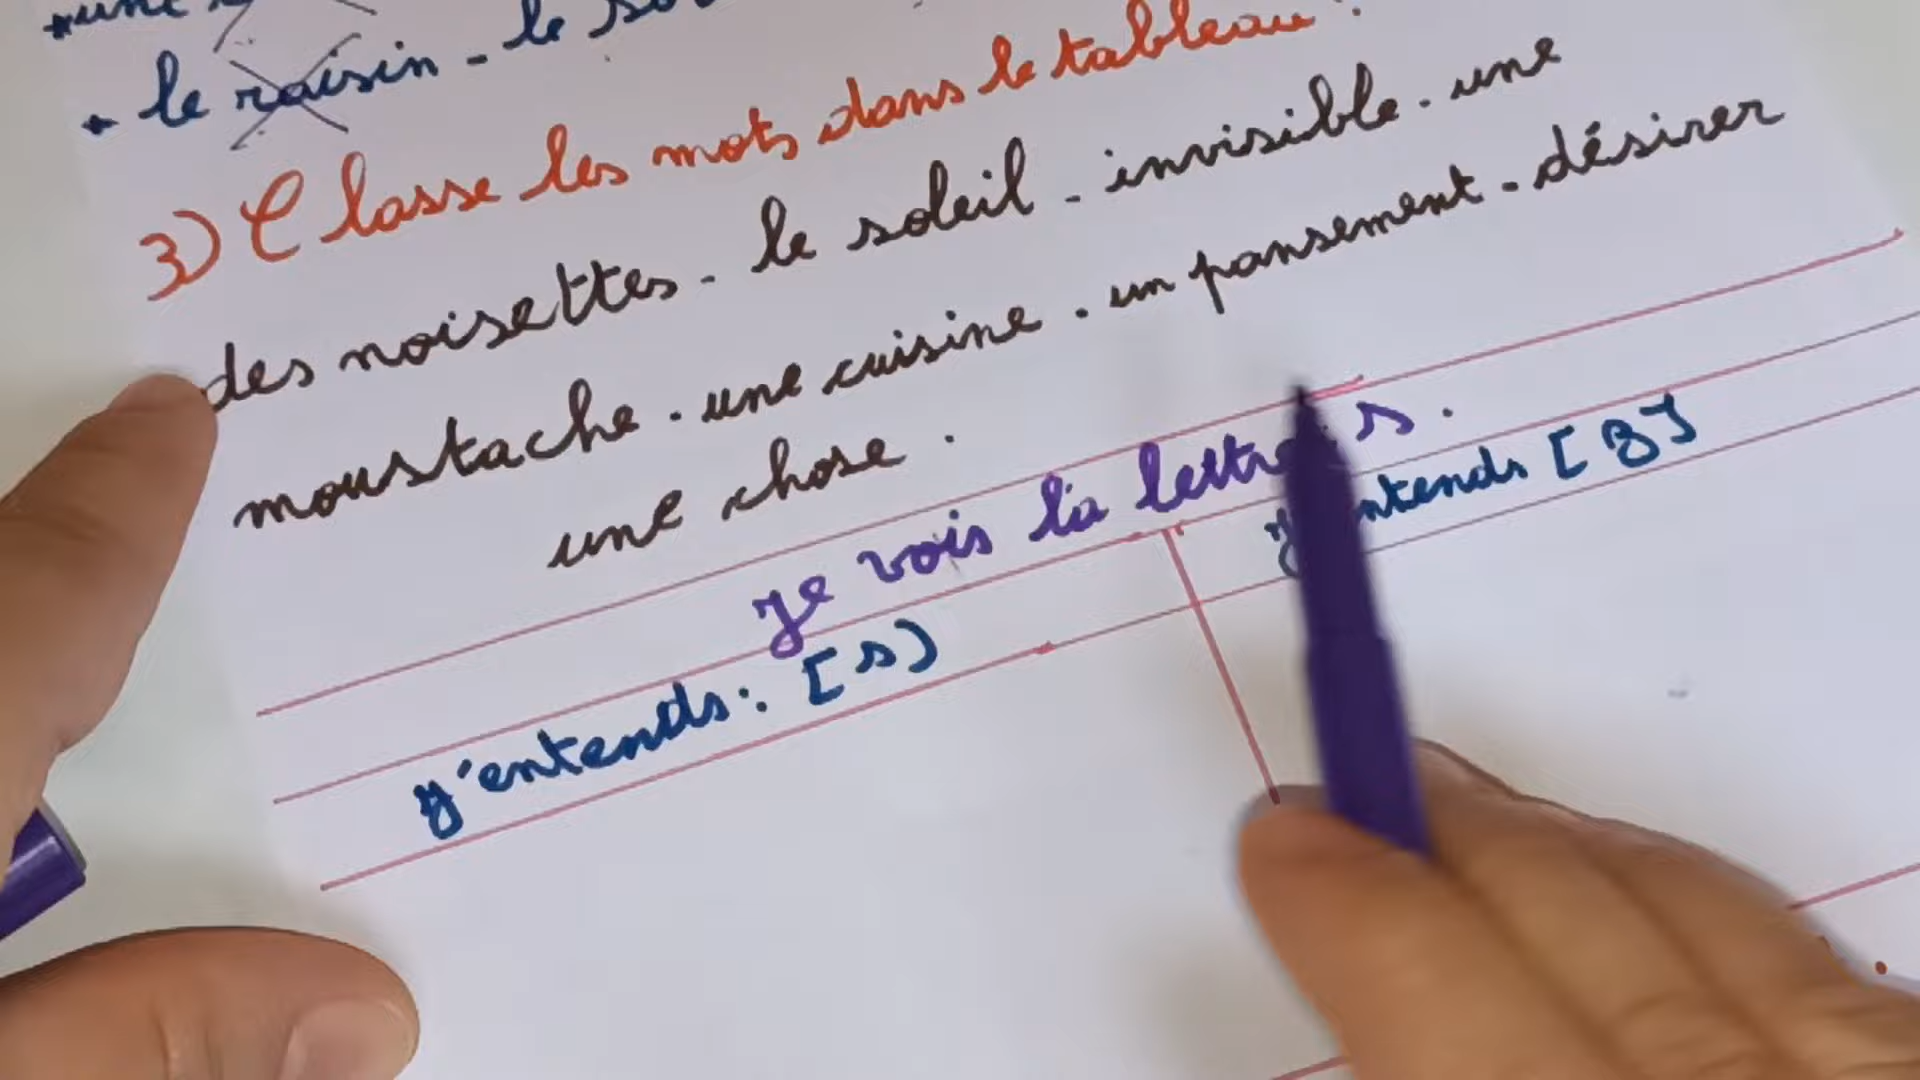 le raisin - le
3) Classe les mots dans le tableau :
des noisettes - le soleil - invisible - une
moustache - une cuisine - un pansement - désirer
une chose .
je vois la lettre s .
j'entends : [s] j'entends [z]